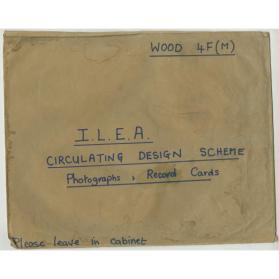 WOOD 4F(M)
I.L.E.A.
CIRCULATING DESIGN SCHEME
Photographs, Record Cards
Please leave in cabinet